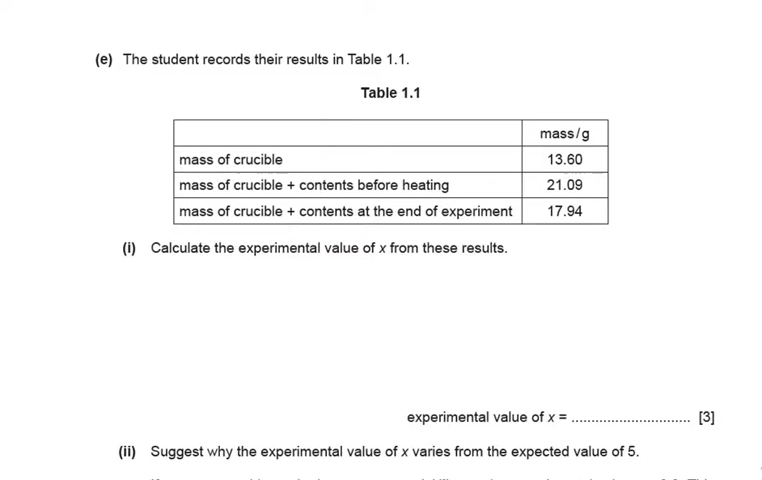 (e) The student records their results in Table 1.1.
Table 1.1
mass/g
mass of crucible 13.60
mass of crucible + contents before heating 21.09
mass of crucible + contents at the end of experiment 17.94
(i) Calculate the experimental value of x from these results.
experimental value of x = .............................. [3]
(ii) Suggest why the experimental value of x varies from the expected value of 5.